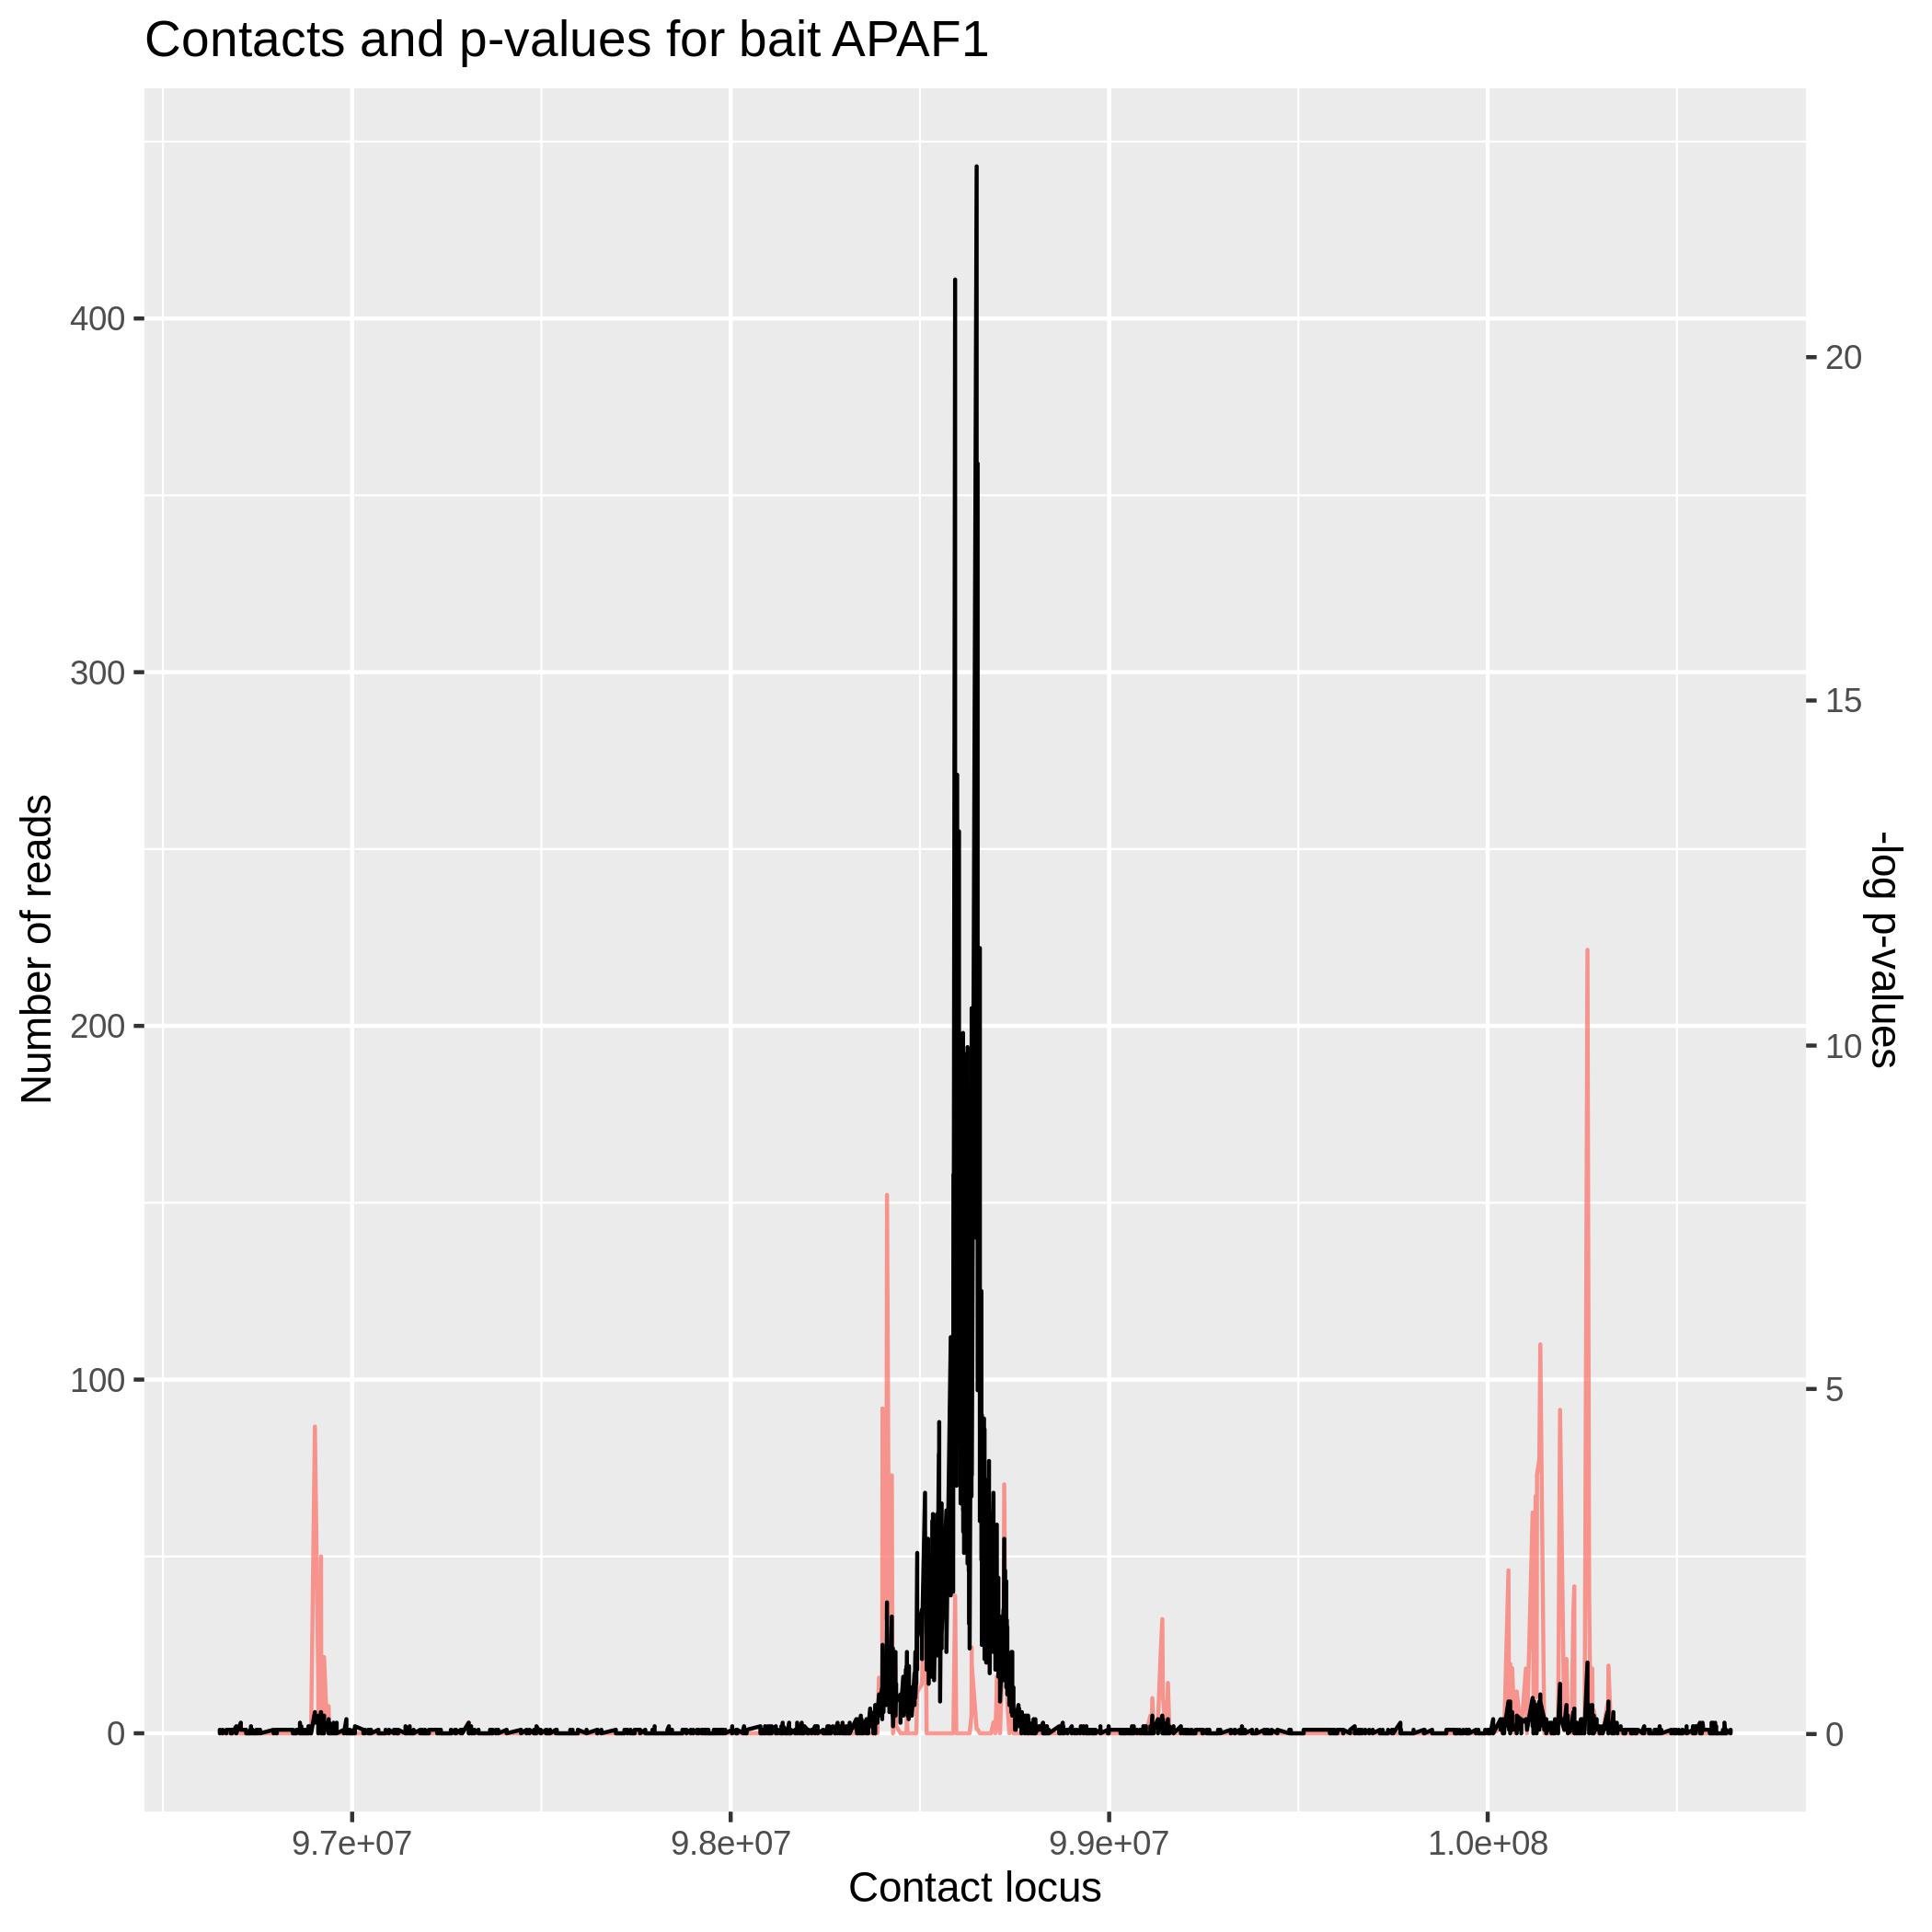 Contacts and p-values for bait APAF1
Number of reads
400
300
200
100
0
20
15
10
5
0
-log p-values
9.7e+07
9.8e+07
9.9e+07
1.0e+08
Contact locus